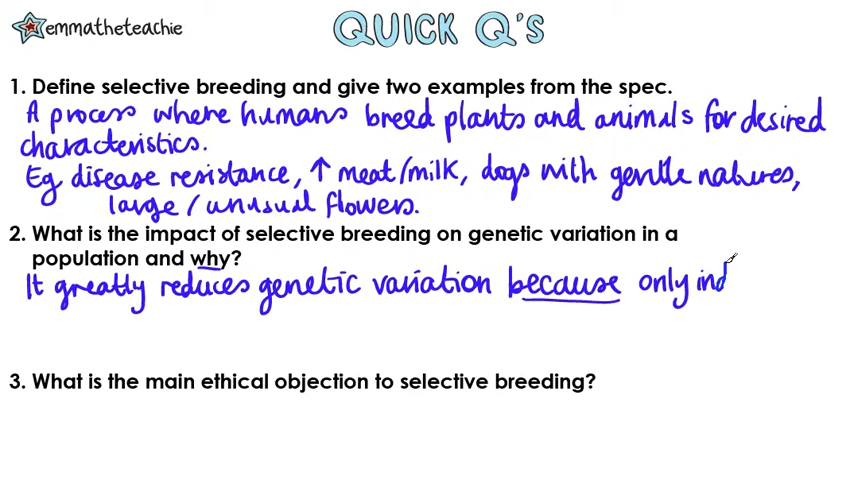 emmatheteachie
QUICK Q'S
1. Define selective breeding and give two examples from the spec.
A process where humans breed plants and animals for desired
characteristics.
Eg disease resistance, ↑ meat/milk, dogs with gentle natures,
large / unusual flowers.
2. What is the impact of selective breeding on genetic variation in a
population and why?
It greatly reduces genetic variation because only ind
3. What is the main ethical objection to selective breeding?